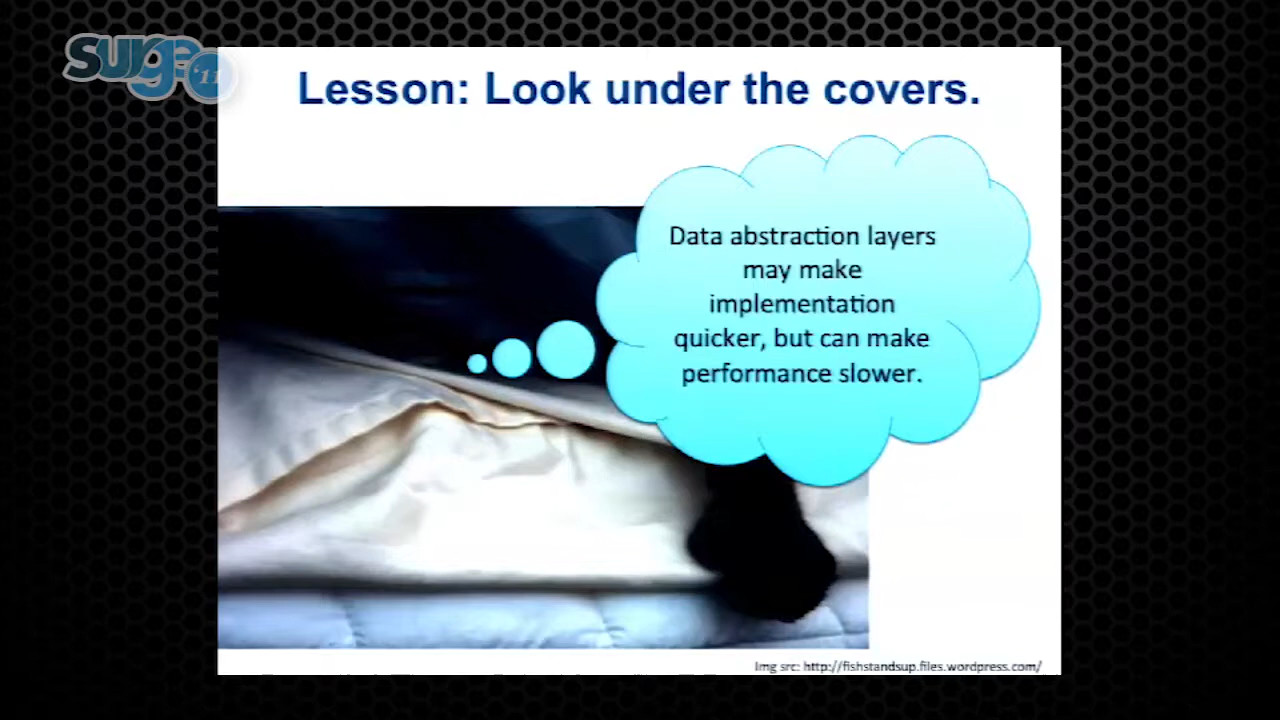 surge
'11
Lesson: Look under the covers.
Data abstraction layers
may make
implementation
quicker, but can make
performance slower.
Img src: http://fishstandsup.files.wordpress.com/